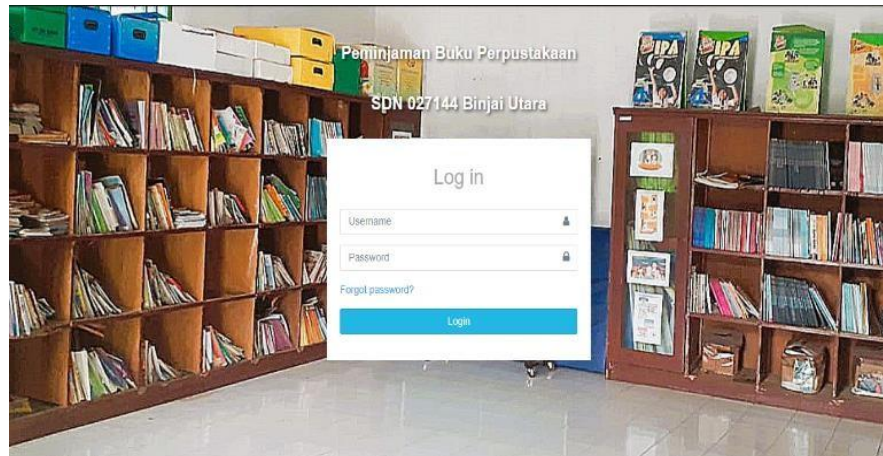 Peminjaman Buku Perpustakaan
SDN 027144 Binjai Utara
IPA
IPA
Log in
Username
Password
Forgot password?
Login